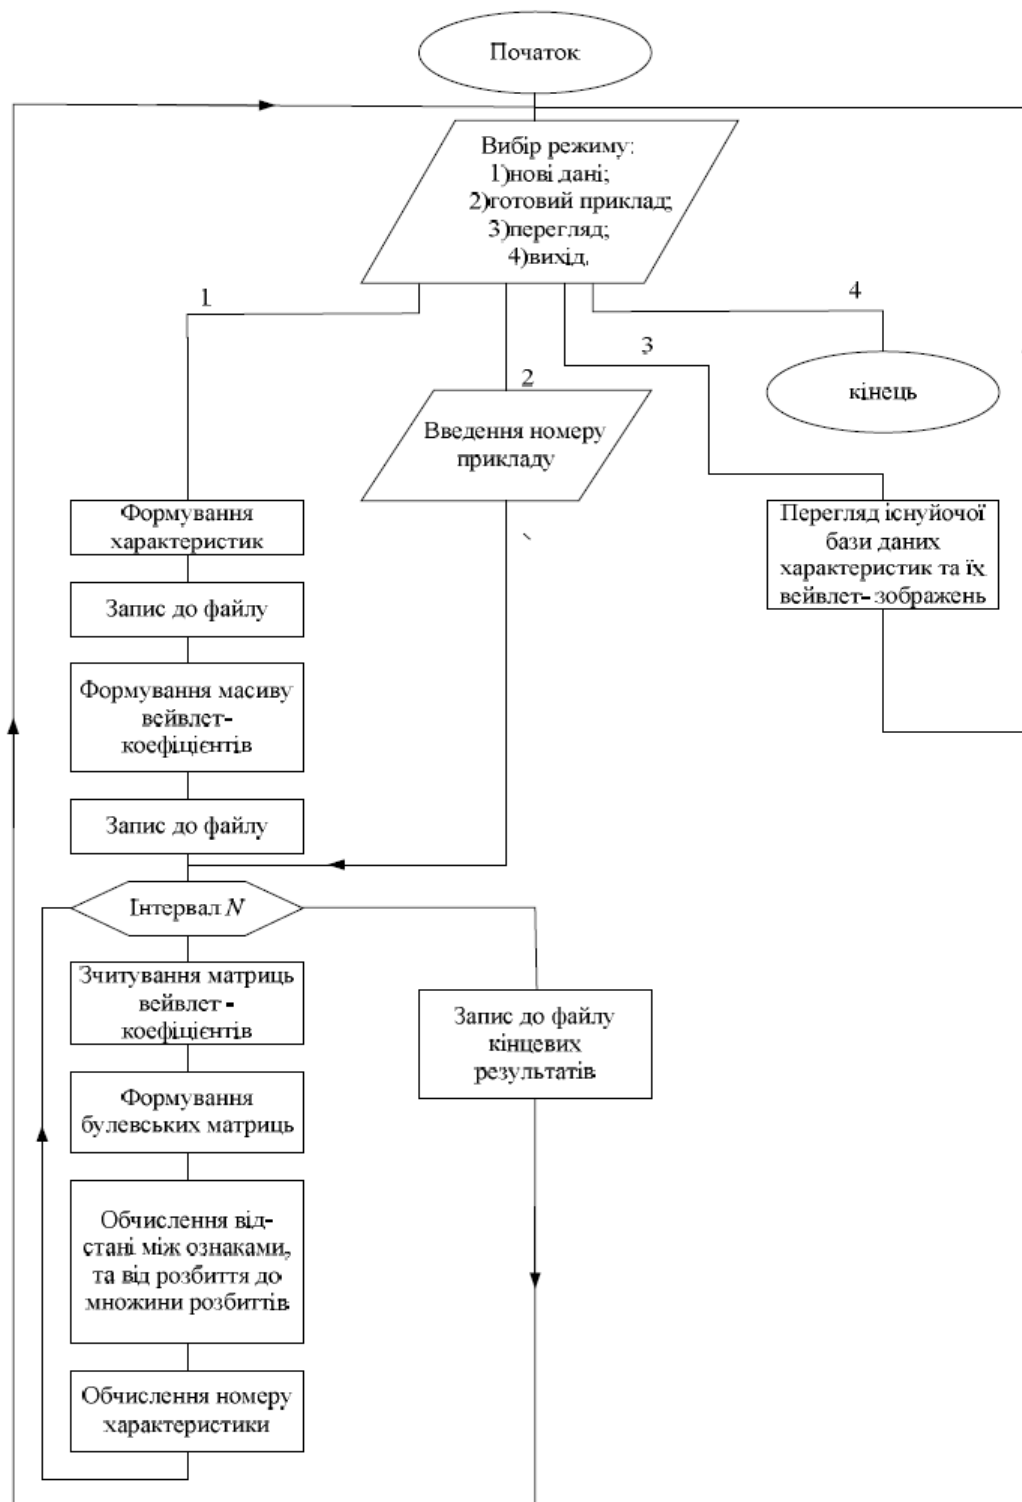 Початок
Вибір режиму:
1)нові дані;
2)готовий приклад;
3)перегляд;
4)вихід.
1
4
3
2
кінець
Введення номеру
прикладу
Формування
характеристик
Перегляд існуйочої
бази даних
характеристик та їх
вейвлет-зображень
Запис до файлу
Формування масиву
вейвлет-
коефіцієнтів
Запис до файлу
Інтервал N
Зчитування матриць
вейвлет-
коефіцієнтів
Запис до файлу
кінцевих
результатів
Формування
булевських матриць
Обчислення від-
стані між ознаками,
та від розбиття до
множини розбиттів
Обчислення номеру
характеристики